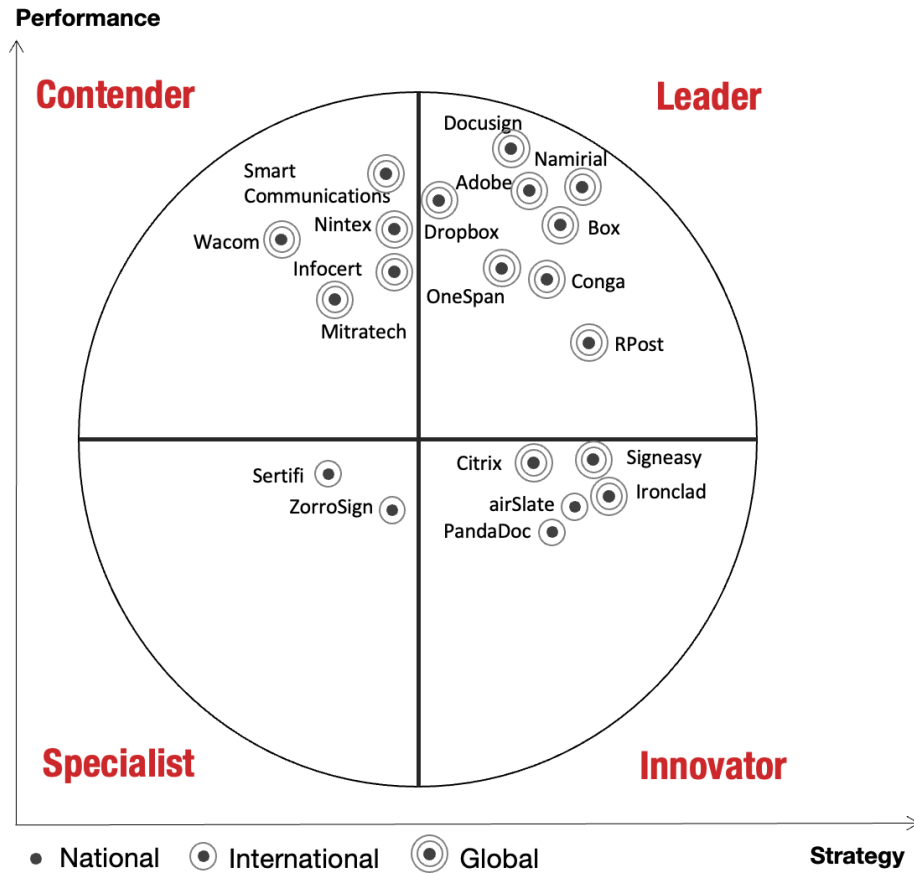 Performance
Contender
Leader
Docusign
Namirial
Smart
Communications
Adobe
Nintex
Dropbox
Box
Wacom
Infocert
OneSpan
Conga
Mitratech
RPost
Sertifi
Citrix
Signeasy
ZorroSign
airSlate
Ironclad
PandaDoc
Specialist
Innovator
National
International
Global
Strategy